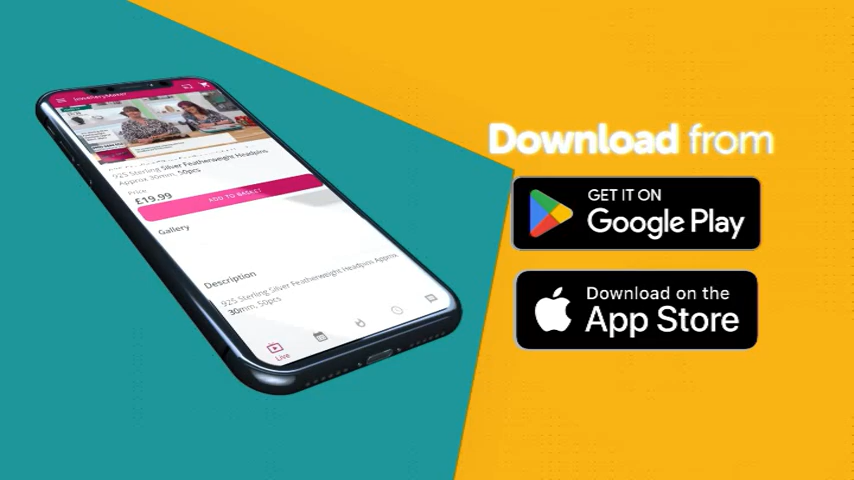 JewelleryMaker
925 Sterling Silver Featherweight Headpins
Approx 30mm, 50pcs
Price
£19.99
ADD TO BASKET
Gallery
Description
925 Sterling Silver Featherweight Headpins Approx
30mm, 50pcs
Live
Download from
GET IT ON
Google Play
Download on the
App Store